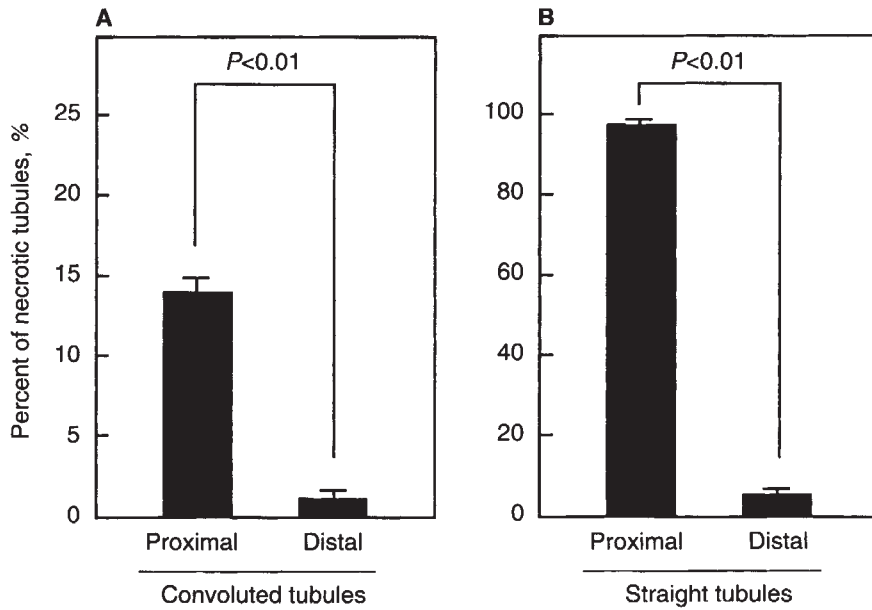 A
Percent of necrotic tubules, %
P<0.01
25
20
15
10
5
0
Proximal
Distal
Convoluted tubules
B
P<0.01
100
80
60
40
20
0
Proximal
Distal
Straight tubules